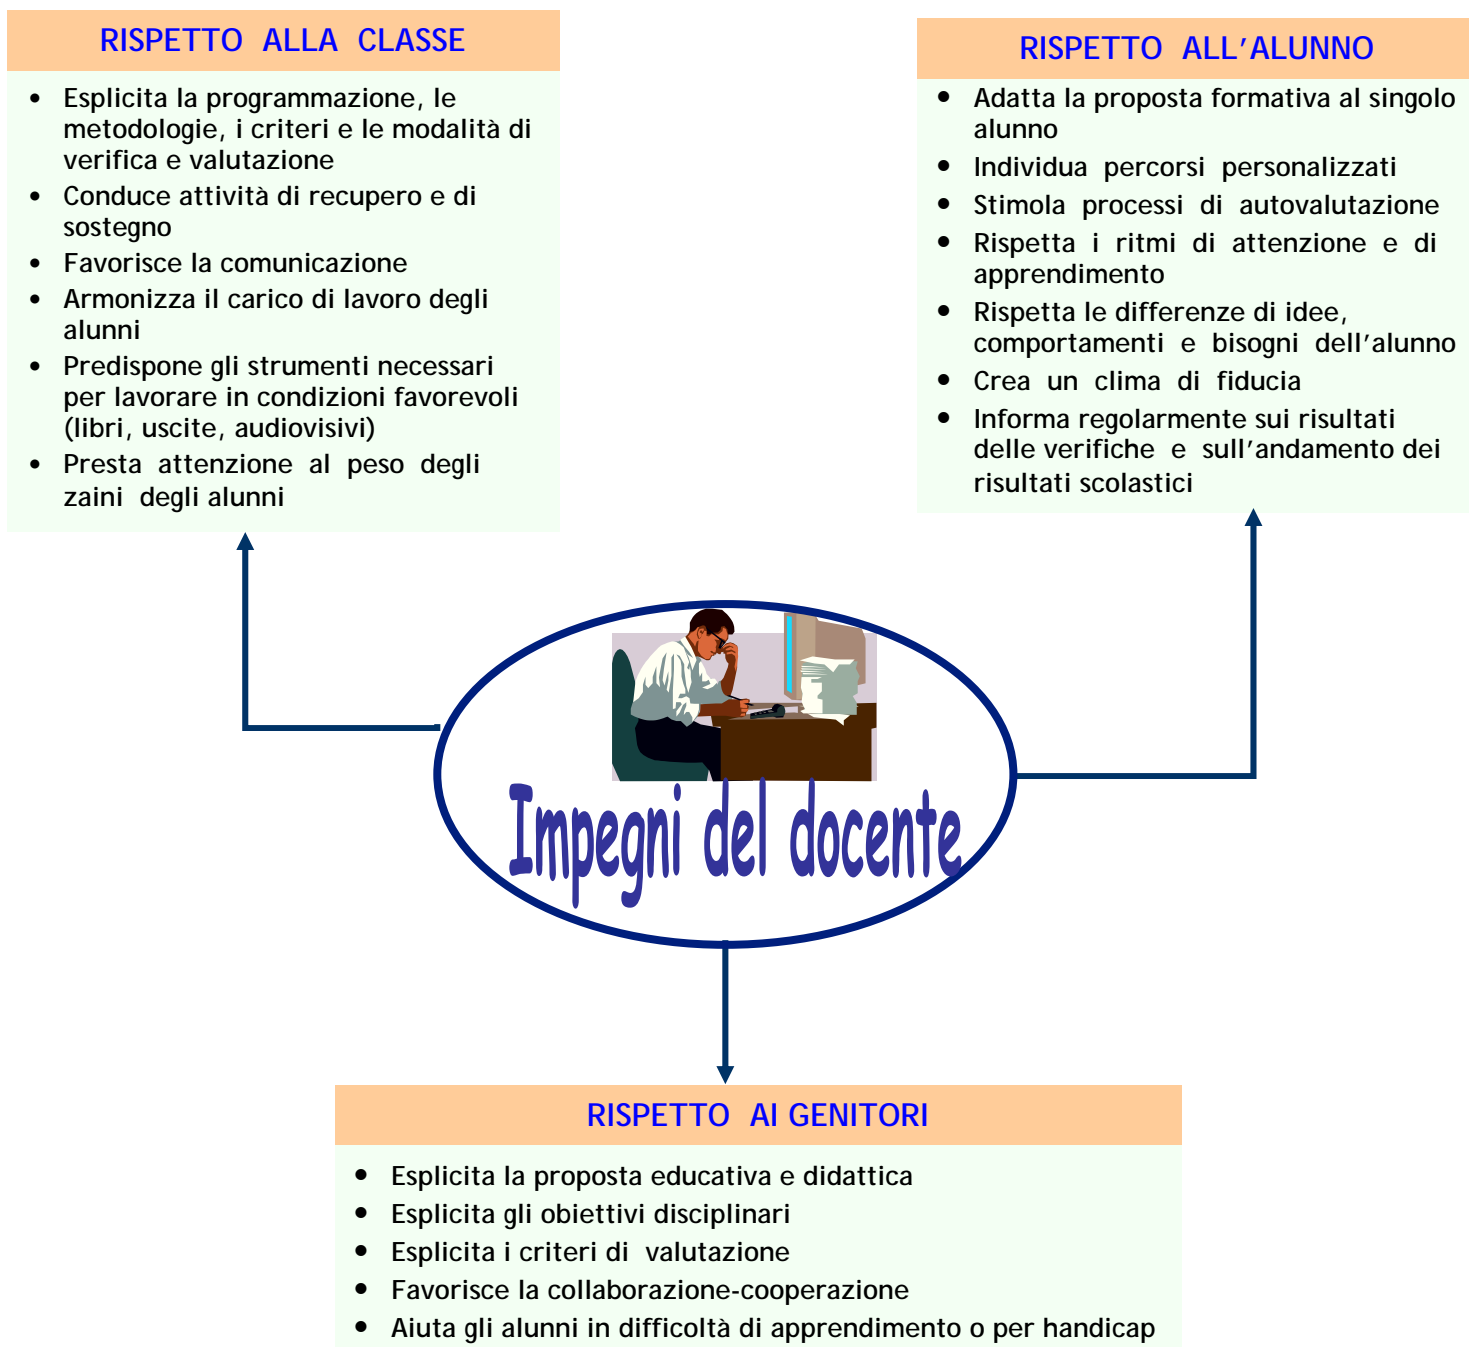 RISPETTO ALLA CLASSE
• Esplicita la programmazione, le
metodologie, i criteri e le modalità di
verifica e valutazione
• Conduce attività di recupero e di
sostegno
• Favorisce la comunicazione
• Armonizza il carico di lavoro degli
alunni
• Predispone gli strumenti necessari
per lavorare in condizioni favorevoli
(libri, uscite, audiovisivi)
• Presta attenzione al peso degli
zaini degli alunni
RISPETTO ALL'ALUNNO
• Adatta la proposta formativa al singolo
alunno
• Individua percorsi personalizzati
• Stimola processi di autovalutazione
• Rispetta i ritmi di attenzione e di
apprendimento
• Rispetta le differenze di idee,
comportamenti e bisogni dell'alunno
• Crea un clima di fiducia
• Informa regolarmente sui risultati
delle verifiche e sull'andamento dei
risultati scolastici
Impegni del docente
RISPETTO AI GENITORI
• Esplicita la proposta educativa e didattica
• Esplicita gli obiettivi disciplinari
• Esplicita i criteri di valutazione
• Favorisce la collaborazione-cooperazione
• Aiuta gli alunni in difficoltà di apprendimento o per handicap